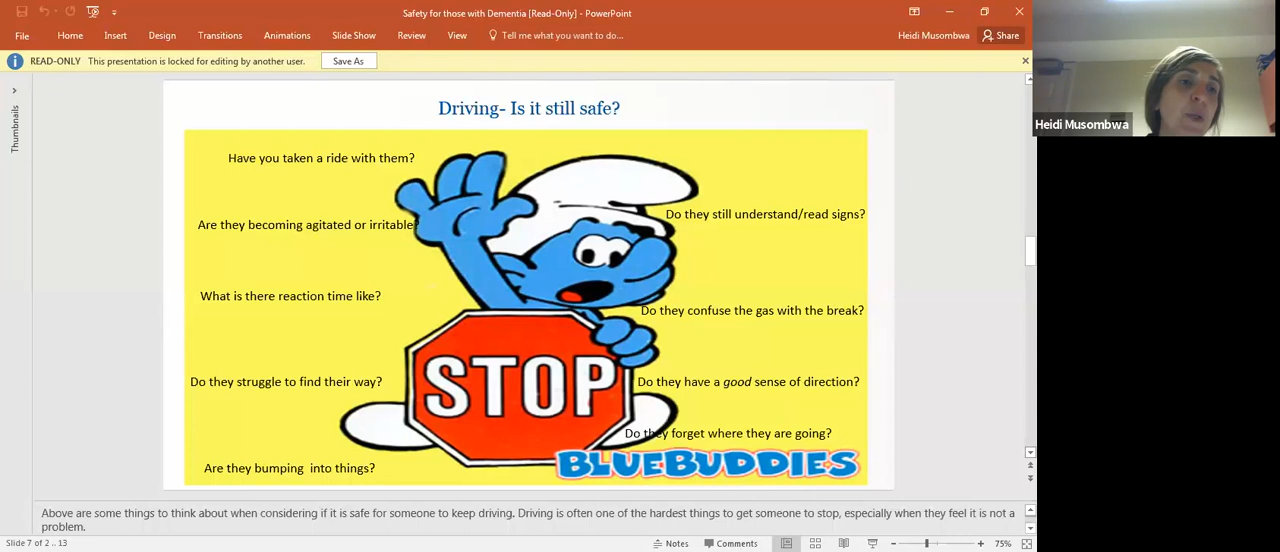 Safety for those with Dementia [Read-Only] - PowerPoint
File Home Insert Design Transitions Animations Slide Show Review View Tell me what you want to do... Heidi Musombwa Share
READ-ONLY This presentation is locked for editing by another user. Save As
Thumbnails
Heidi Musombwa
Driving- Is it still safe?
Have you taken a ride with them?
Do they still understand/read signs?
Are they becoming agitated or irritable?
What is there reaction time like?
Do they confuse the gas with the break?
STOP
Do they struggle to find their way?
Do they have a good sense of direction?
Do they forget where they are going?
BLUEBUDDIES
Are they bumping into things?
Above are some things to think about when considering if it is safe for someone to keep driving. Driving is often one of the hardest things to get someone to stop, especially when they feel it is not a
problem.
Slide 7 of 2 .. 13 Notes Comments 75%